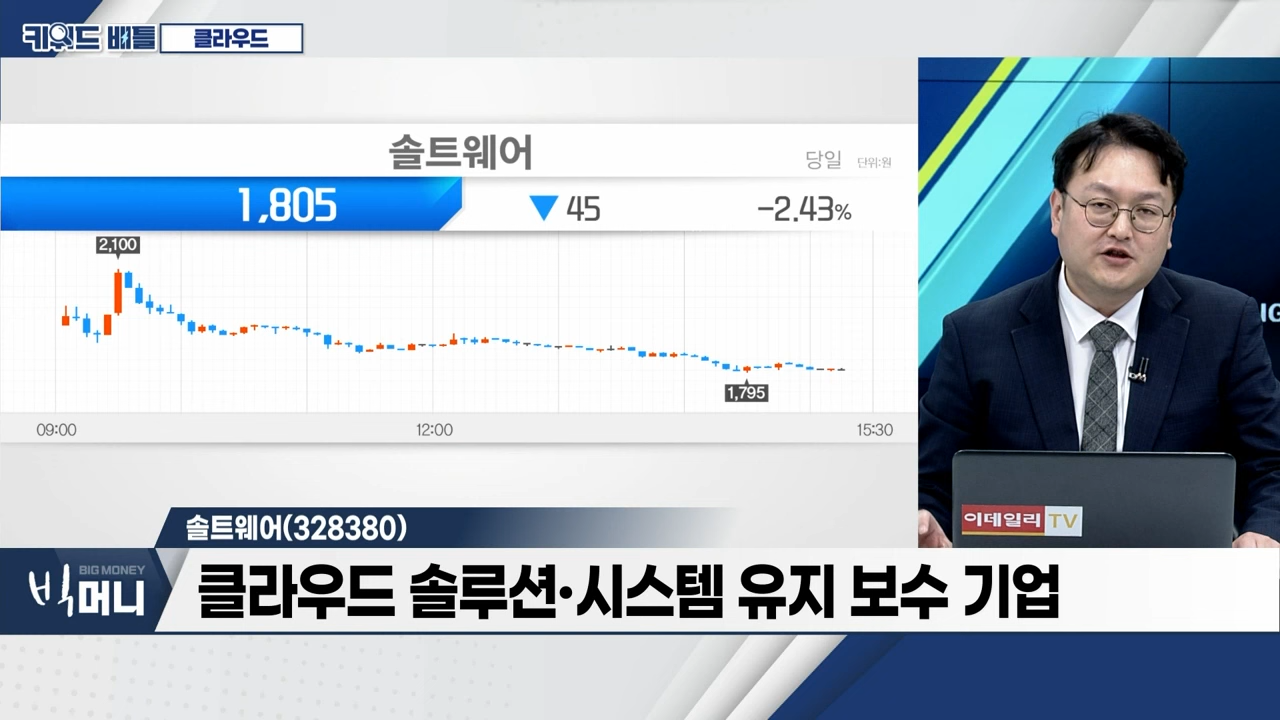 키워드 배틀 클라우드
솔트웨어
당일 단위:원
1,805 ▼ 45 -2.43%
2,100
1,795
09:00 12:00 15:30
이데일리TV
솔트웨어(328380)
BIG MONEY
빅머니
클라우드 솔루션·시스템 유지 보수 기업